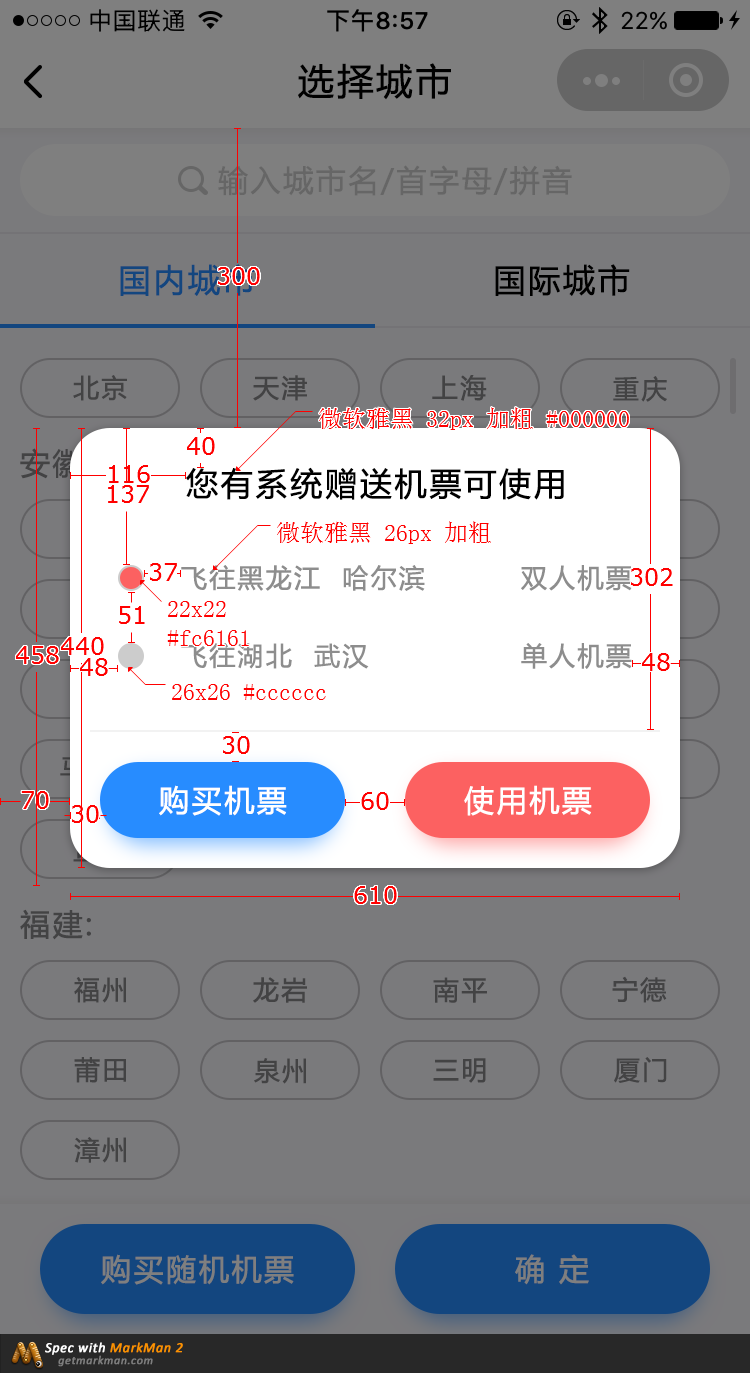 中国联通 下午8:57 22%
选择城市
输入城市名/首字母/拼音
300
国内城市 国际城市
北京 天津 上海 重庆
微软雅黑 32px 加粗 #000000
40
安徽
116
137
您有系统赠送机票可使用
微软雅黑 26px 加粗
37
飞往黑龙江 哈尔滨 双人机票
302
22x22
51
#fc6161
440
458
飞往湖北 武汉 单人机票
48
48
26x26 #cccccc
30
70
30
购买机票
60
使用机票
610
福建:
福州 龙岩 南平 宁德
莆田 泉州 三明 厦门
漳州
购买随机机票 确 定
Spec with MarkMan 2
getmarkman.com